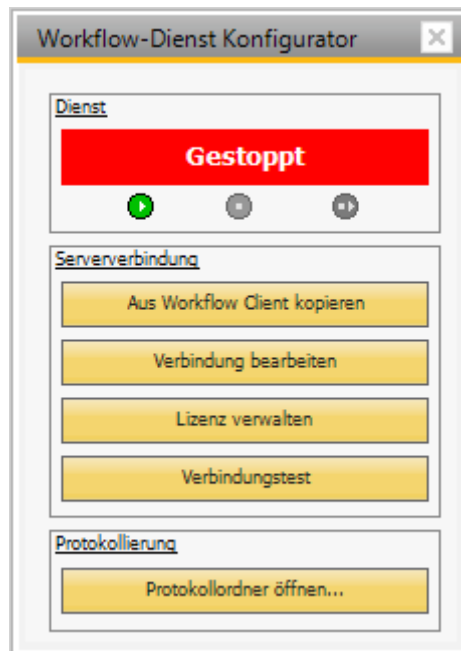 Workflow-Dienst Konfigurator
Dienst
Gestoppt
Serververbindung
Aus Workflow Client kopieren
Verbindung bearbeiten
Lizenz verwalten
Verbindungstest
Protokollierung
Protokollordner öffnen...